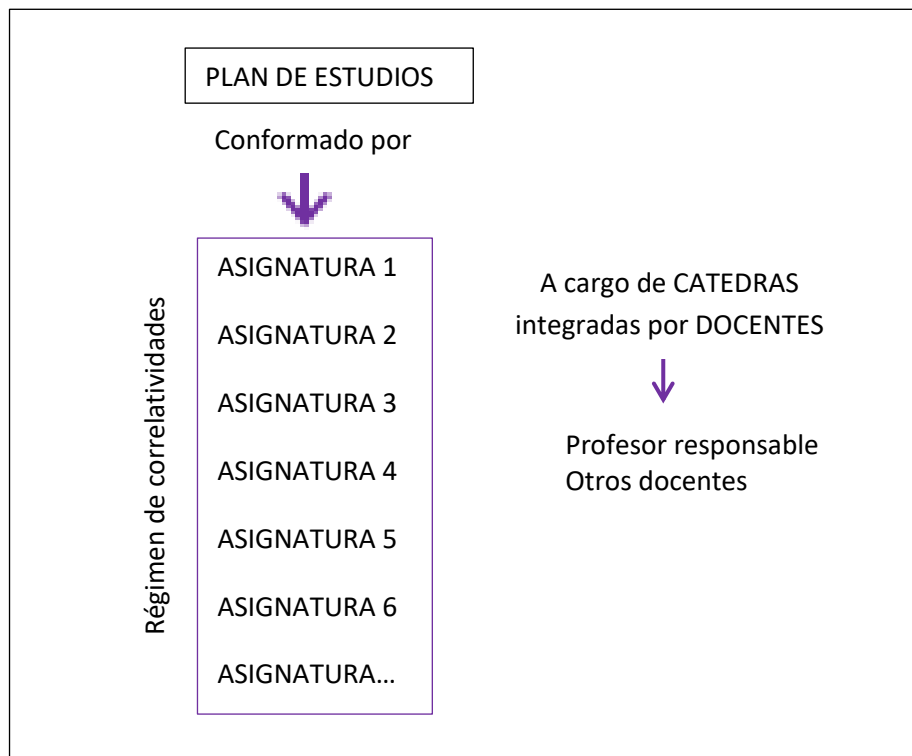 PLAN DE ESTUDIOS
Conformado por
Régimen de correlatividades
ASIGNATURA 1
ASIGNATURA 2
ASIGNATURA 3
ASIGNATURA 4
ASIGNATURA 5
ASIGNATURA 6
ASIGNATURA...
A cargo de CATEDRAS
integradas por DOCENTES
Profesor responsable
Otros docentes